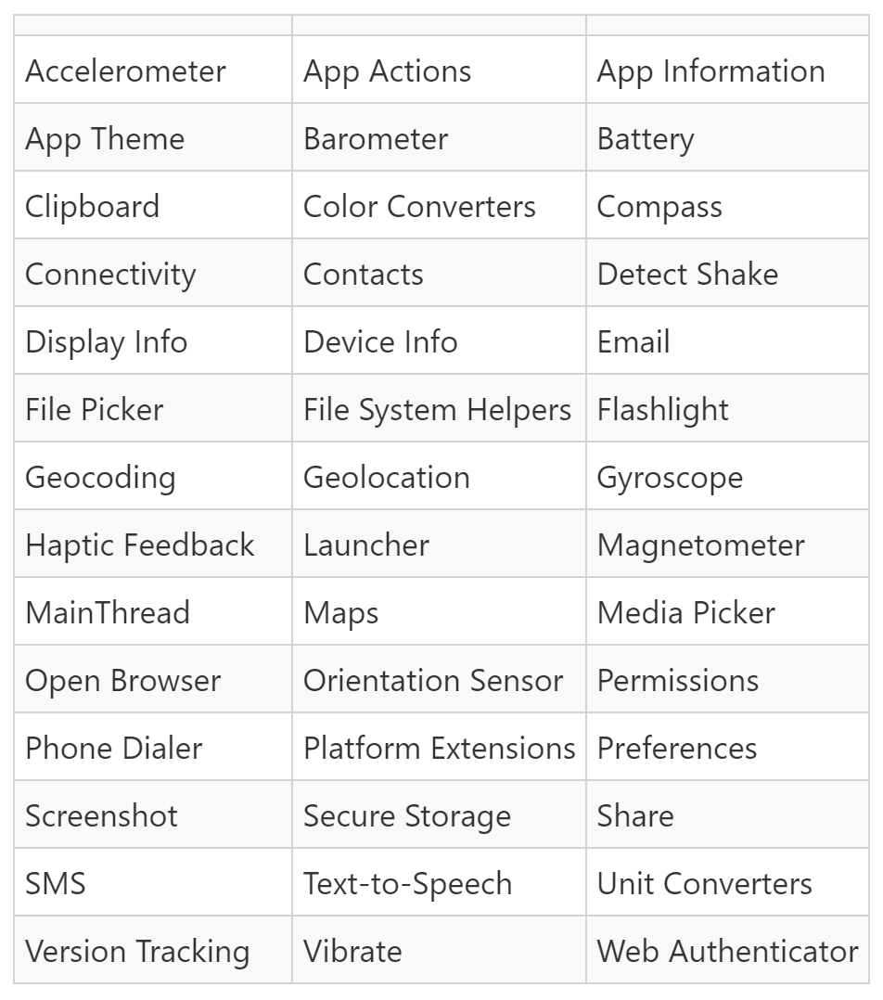 Accelerometer App Actions App Information
App Theme Barometer Battery
Clipboard Color Converters Compass
Connectivity Contacts Detect Shake
Display Info Device Info Email
File Picker File System Helpers Flashlight
Geocoding Geolocation Gyroscope
Haptic Feedback Launcher Magnetometer
MainThread Maps Media Picker
Open Browser Orientation Sensor Permissions
Phone Dialer Platform Extensions Preferences
Screenshot Secure Storage Share
SMS Text-to-Speech Unit Converters
Version Tracking Vibrate Web Authenticator